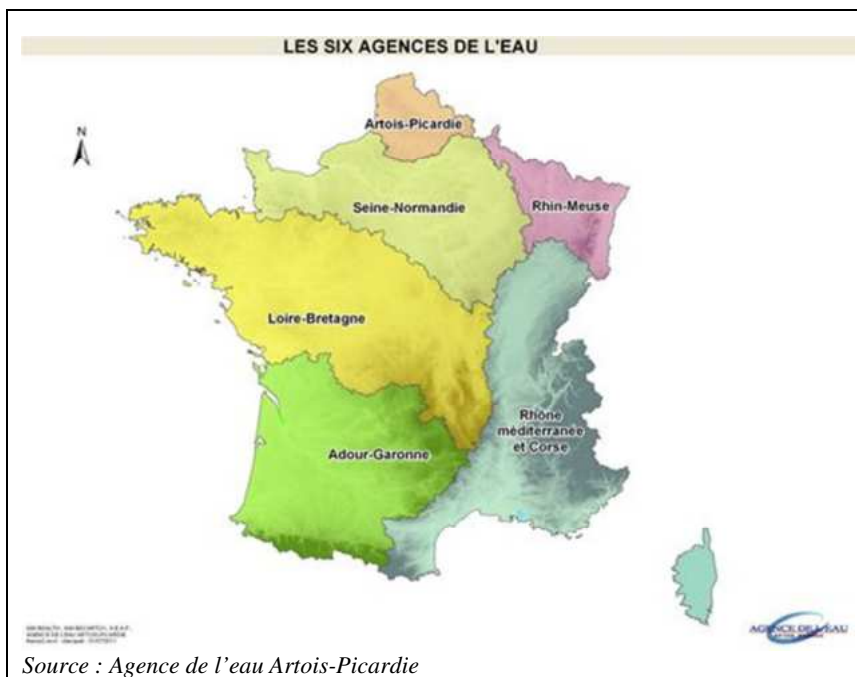 LES SIX AGENCES DE L'EAU
N
Artois-Picardie
Seine-Normandie
Rhin-Meuse
Loire-Bretagne
Rhône
méditerranée
et Corse
Adour-Garonne
AGENCE DE L'EAU
Source : Agence de l'eau Artois-Picardie